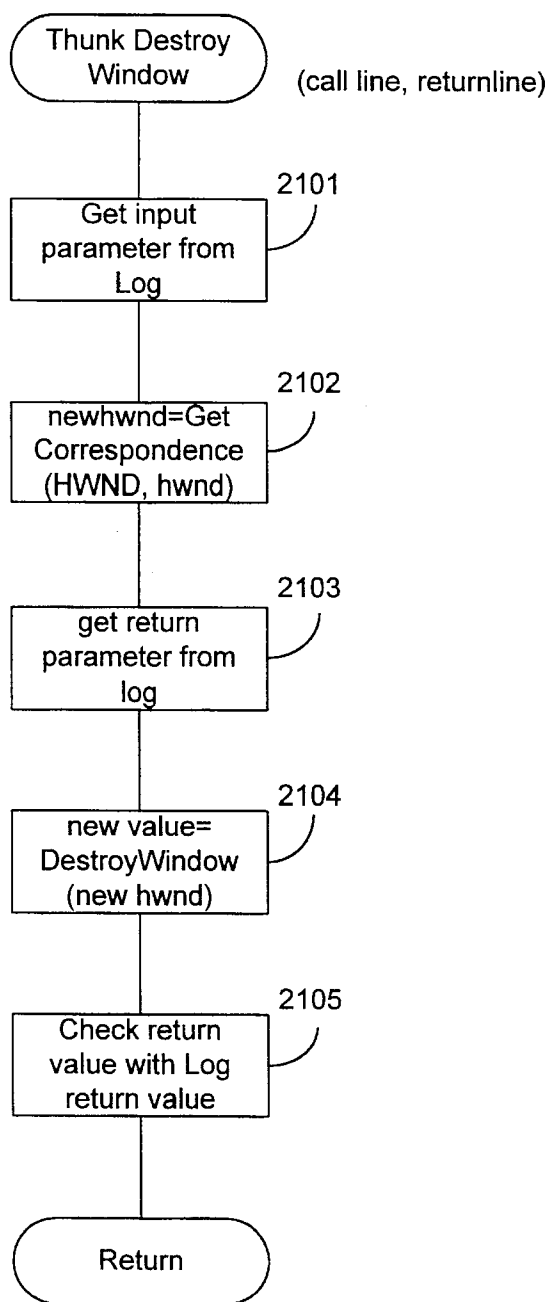 Thunk Destroy
Window
(call line, returnline)
2101
Get input
parameter from
Log
2102
newhwnd=Get
Correspondence
(HWND, hwnd)
2103
get return
parameter from
log
2104
new value=
DestroyWindow
(new hwnd)
2105
Check return
value with Log
return value
Return